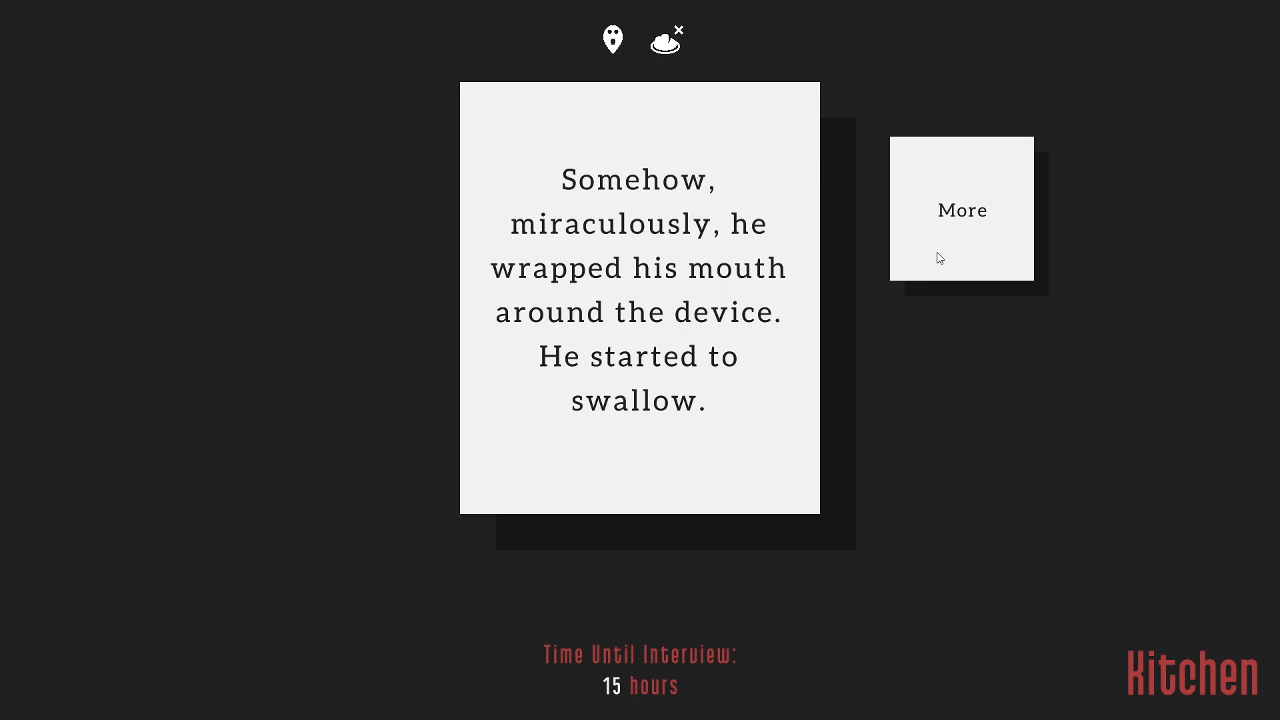 Somehow,
miraculously, he
wrapped his mouth
around the device.
He started to
swallow.
More
Time Until Interview:
15 hours
Kitchen